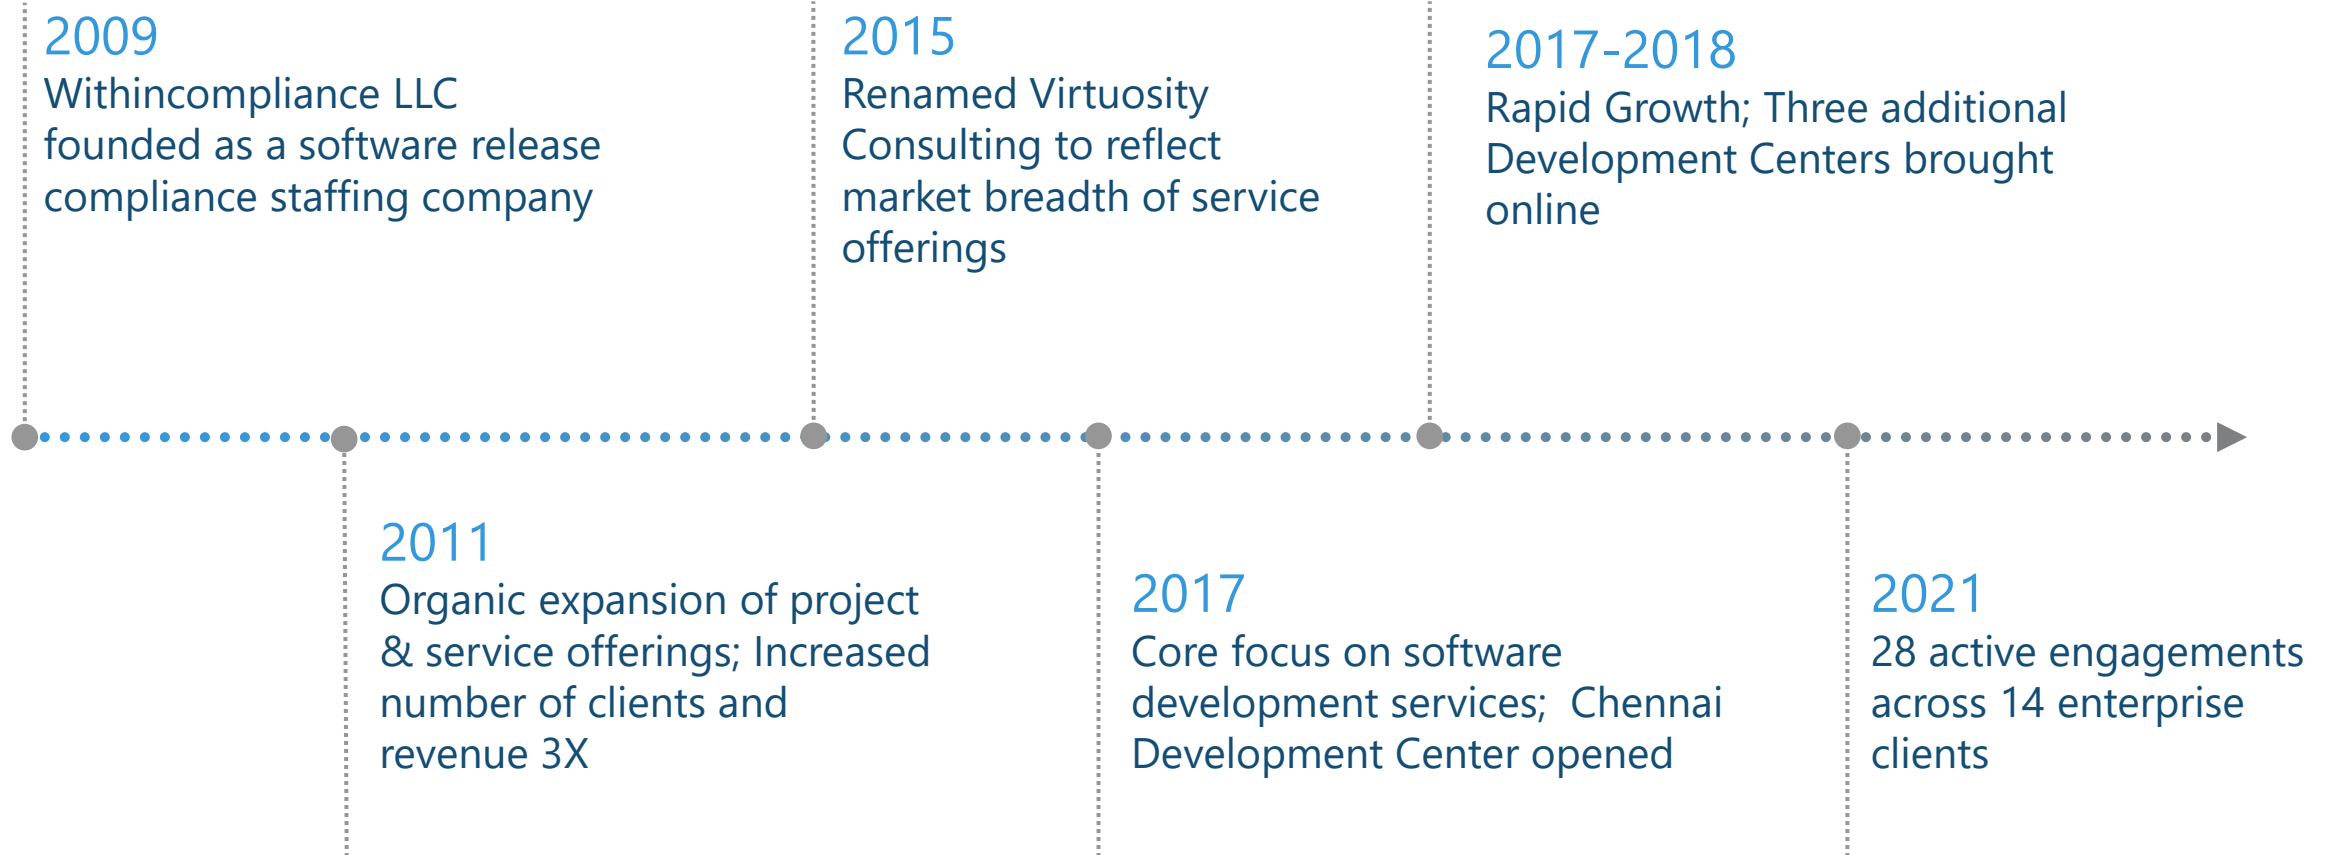 2009
Withincompliance LLC
founded as a software release
compliance staffing company
2011
Organic expansion of project
& service offerings; Increased
number of clients and
revenue 3X
2015
Renamed Virtuosity
Consulting to reflect
market breadth of service
offerings
2017
Core focus on software
development services;  Chennai
Development Center opened
2017-2018
Rapid Growth; Three additional
Development Centers brought
online
2021
28 active engagements
across 14 enterprise
clients